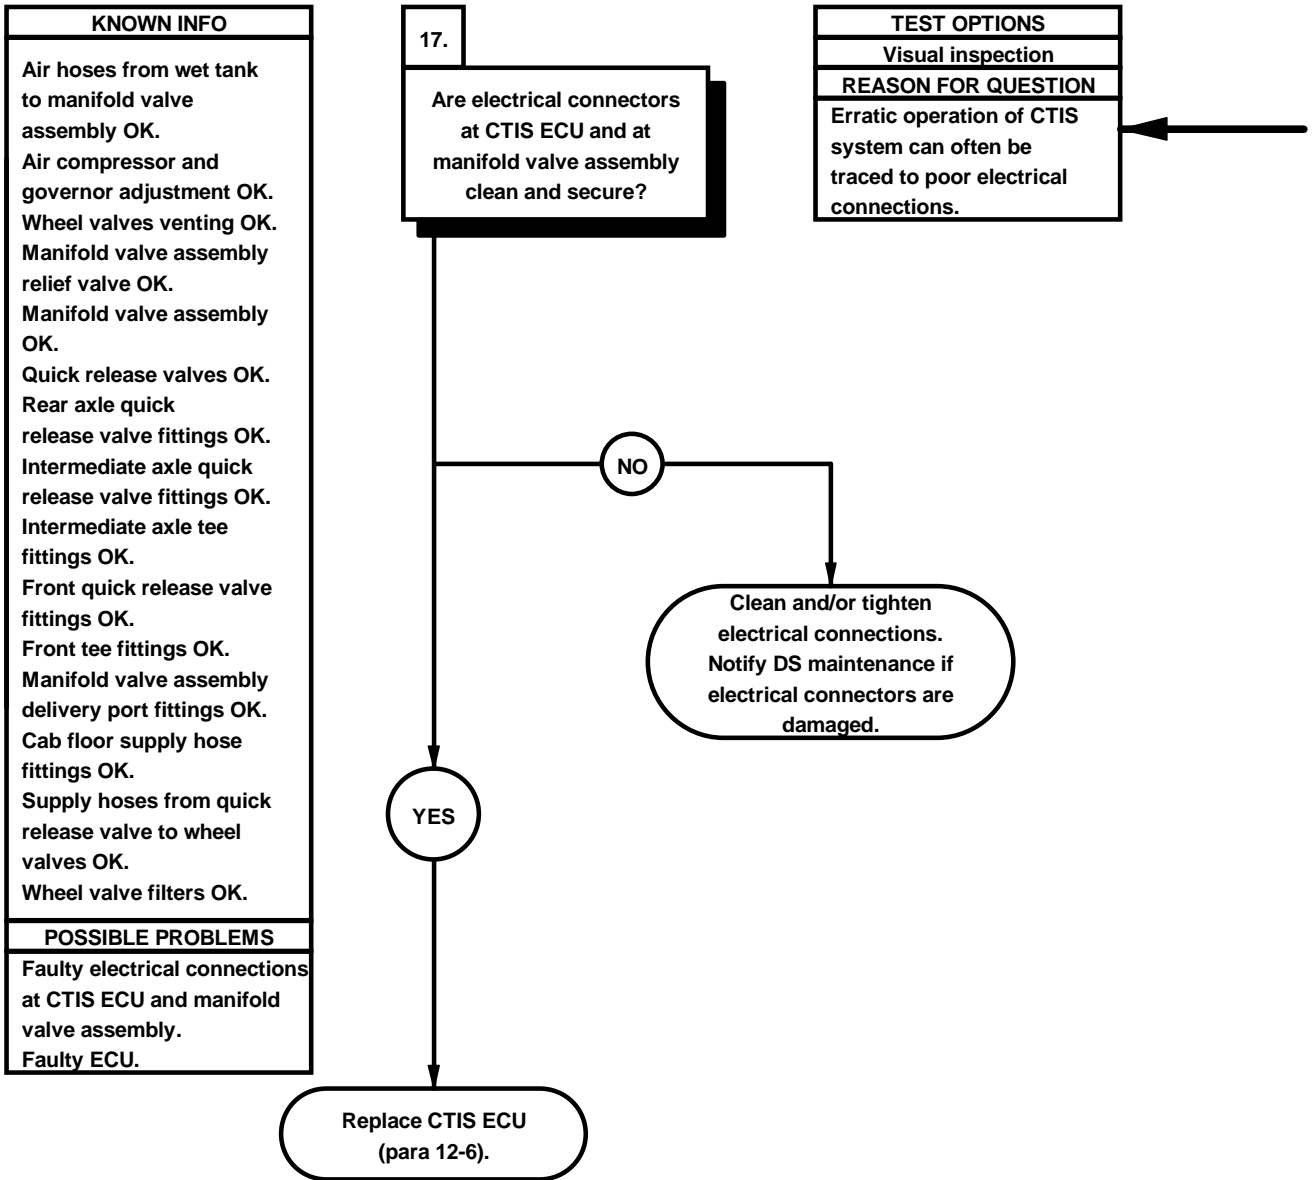 KNOWN INFO
Air hoses from wet tank
to manifold valve
assembly OK.
Air compressor and
governor adjustment OK.
Wheel valves venting OK.
Manifold valve assembly
relief valve OK.
Manifold valve assembly
OK.
Quick release valves OK.
Rear axle quick
release valve fittings OK.
Intermediate axle quick
release valve fittings OK.
Intermediate axle tee
fittings OK.
Front quick release valve
fittings OK.
Front tee fittings OK.
Manifold valve assembly
delivery port fittings OK.
Cab floor supply hose
fittings OK.
Supply hoses from quick
release valve to wheel
valves OK.
Wheel valve filters OK.
POSSIBLE PROBLEMS
Faulty electrical connections
at CTIS ECU and manifold
valve assembly.
Faulty ECU.
17.
Are electrical connectors
at CTIS ECU and at
manifold valve assembly
clean and secure?
TEST OPTIONS
Visual inspection
REASON FOR QUESTION
Erratic operation of CTIS
system can often be
traced to poor electrical
connections.
NO
Clean and/or tighten
electrical connections.
Notify DS maintenance if
electrical connectors are
damaged.
YES
Replace CTIS ECU
(para 12-6).